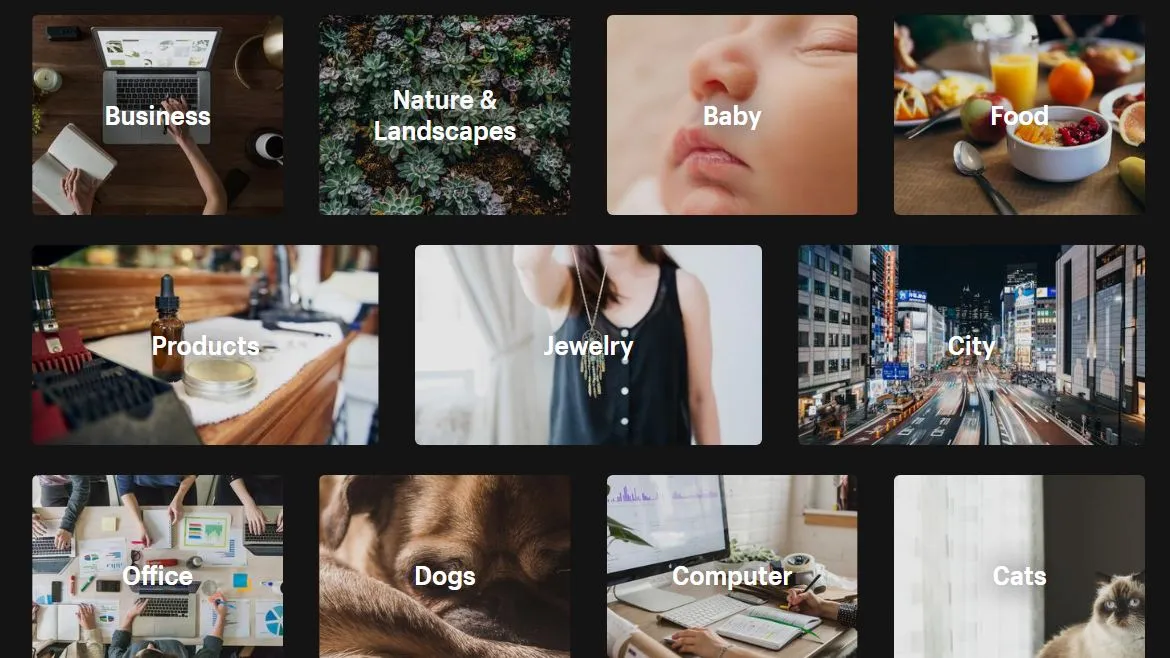 Business
Nature &
Landscapes
Baby
Food
Products
Jewelry
City
Office
Dogs
Computer
Cats